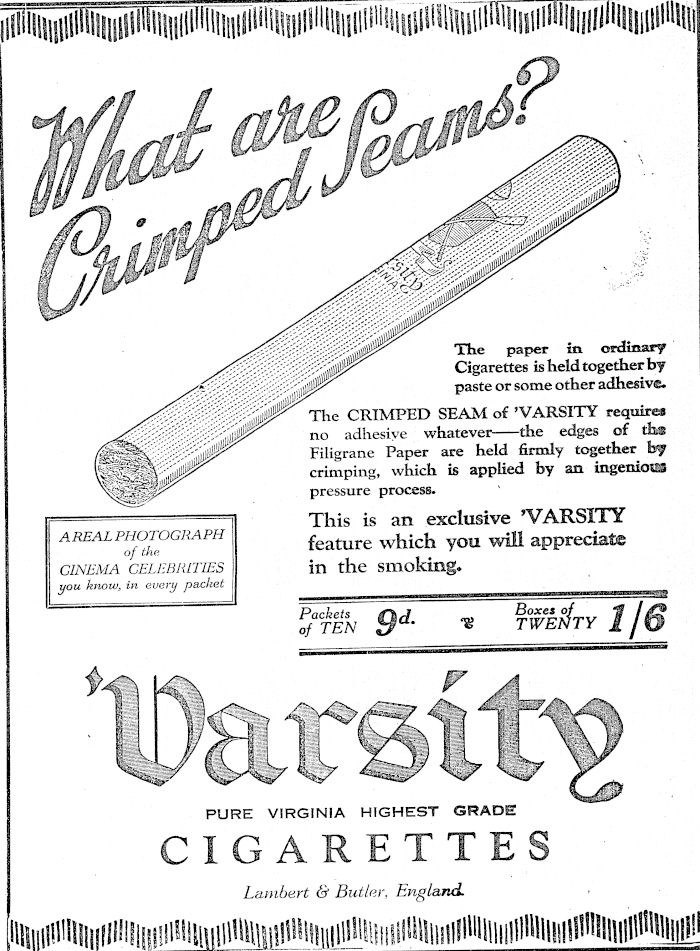 What are
Crimped Seams?
The paper in ordinary
Cigarettes is held together by
paste or some other adhesive.
The CRIMPED SEAM of 'VARSITY requires
no adhesive whatever—the edges of the
Filigrane Paper are held firmly together by
crimping, which is applied by an ingenious
pressure process.
This is an exclusive 'VARSITY
feature which you will appreciate
in the smoking.
A REAL PHOTOGRAPH
of the
CINEMA CELEBRITIES
you know, in every packet
Packets
of TEN 9d.
Boxes of
TWENTY 1/6
'Varsity
PURE VIRGINIA HIGHEST GRADE
CIGARETTES
Lambert & Butler, England.